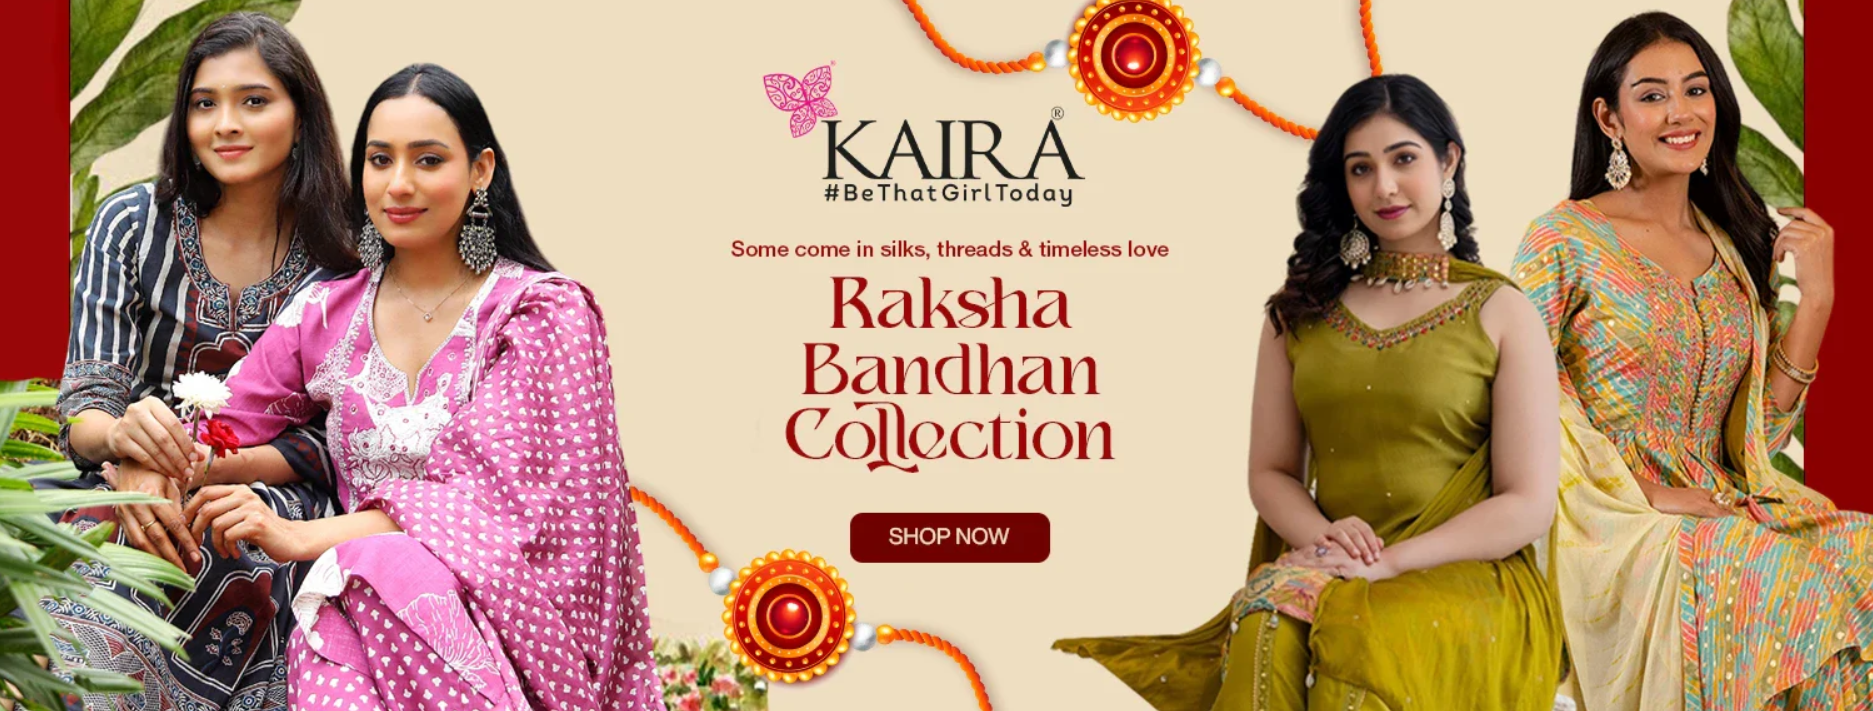 KAIRA®
#BeThatGirlToday
Some come in silks, threads & timeless love
Raksha
Bandhan
Collection
SHOP NOW